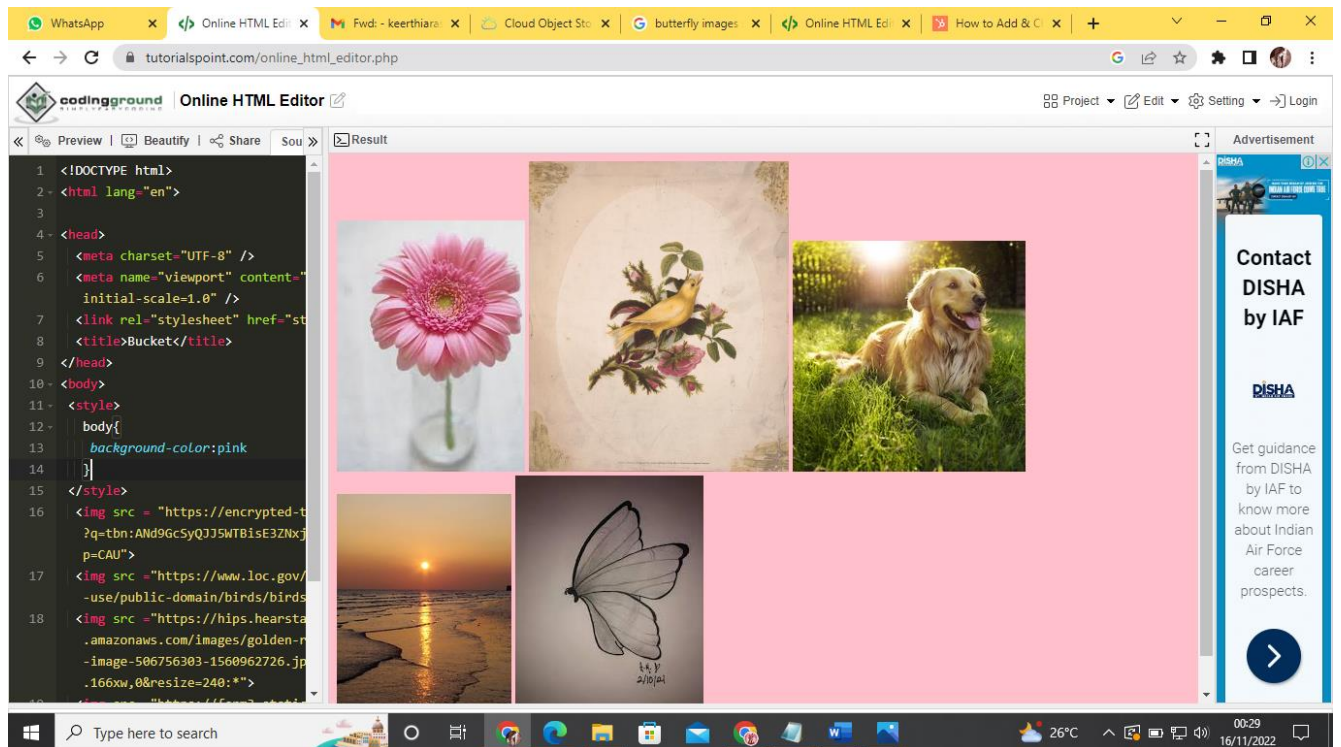 WhatsApp
Online HTML Edi
Fwd: - keerthiara
Cloud Object Sto
butterfly images
Online HTML Edi
How to Add & C
tutorialspoint.com/online_html_editor.php
codingground
SIMPLYEASYCODING
Online HTML Editor
Project
Edit
Setting
Login
Preview | Beautify | Share Sou
Result
Advertisement
1 <!DOCTYPE html>
2 <html lang="en">
3
4 <head>
5 <meta charset="UTF-8" />
6 <meta name="viewport" content="
initial-scale=1.0" />
7 <link rel="stylesheet" href="st
8 <title>Bucket</title>
9 </head>
10 <body>
11 <style>
12 body{
13 background-color:pink
14 }
15 </style>
16 <img src = "https://encrypted-t
?q=tbn:ANd9GcSyQJJ5WTBisE3ZNxj
p=CAU">
17 <img src ="https://www.loc.gov/
-use/public-domain/birds/birds
18 <img src ="https://hips.hearsta
.amazonaws.com/images/golden-r
-image-506756303-1560962726.jp
.166xw,0&resize=240:*">
2/10/21
DISHA
Contact
DISHA
by IAF
DISHA
Get guidance
from DISHA
by IAF to
know more
about Indian
Air Force
career
prospects.
Type here to search
26°C
00:29
16/11/2022